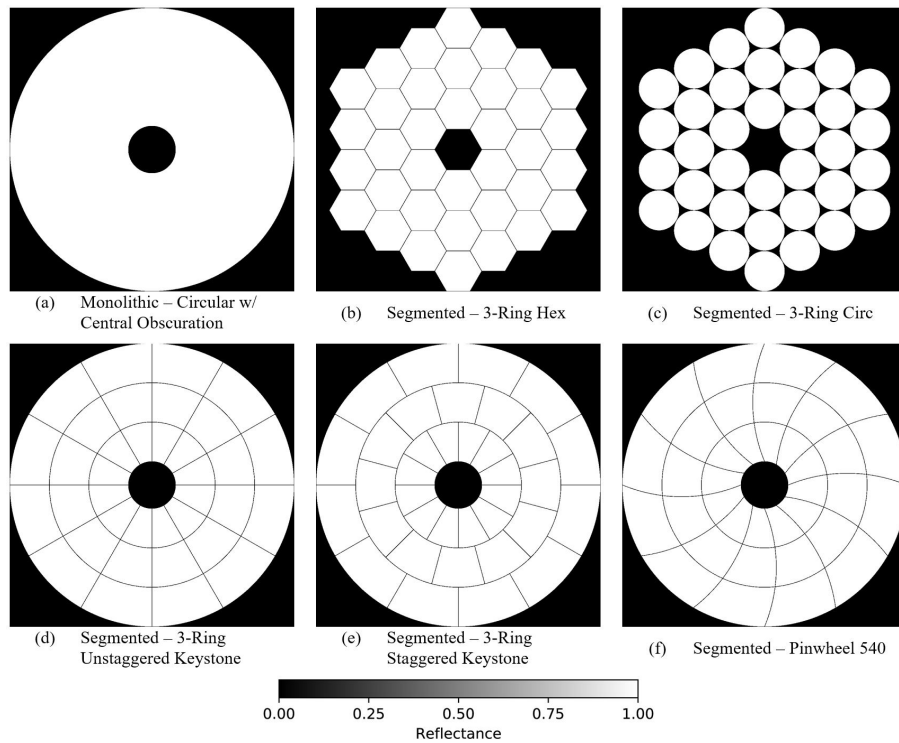 (a) Monolithic – Circular w/
Central Obscuration
(b) Segmented – 3-Ring Hex
(c) Segmented – 3-Ring Circ
(d) Segmented – 3-Ring
Unstaggered Keystone
(e) Segmented – 3-Ring
Staggered Keystone
(f) Segmented – Pinwheel 540
0.00 0.25 0.50 0.75 1.00
Reflectance